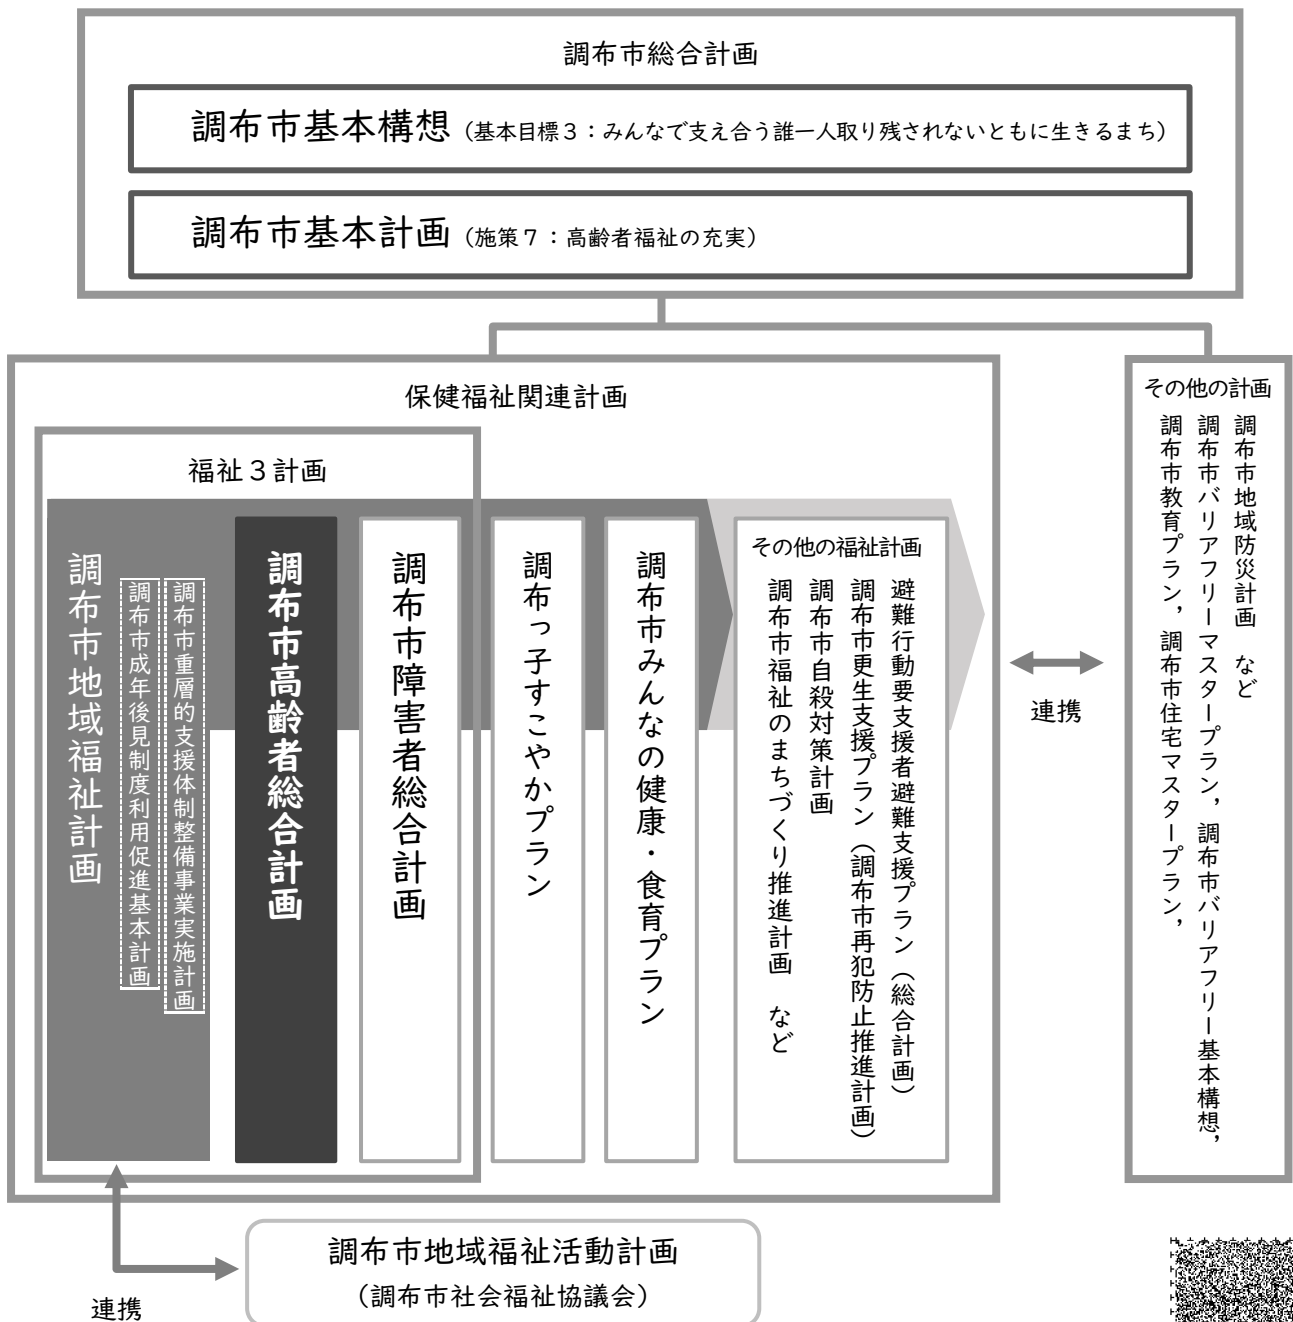 調布市総合計画
調布市基本構想（基本目標３：みんなで支え合う誰一人取り残されないともに生きるまち）
調布市基本計画（施策７：高齢者福祉の充実）
保健福祉関連計画
福祉３計画
調布市地域福祉計画
調布市成年後見制度利用促進基本計画
調布市重層的支援体制整備事業実施計画
調布市高齢者総合計画
調布市障害者総合計画
調布っ子すこやかプラン
調布市みんなの健康・食育プラン
その他の福祉計画
避難行動要支援者避難支援プラン（総合計画）
調布市更生支援プラン（調布市再犯防止推進計画）
調布市自殺対策計画
調布市福祉のまちづくり推進計画　など
連携
その他の計画
調布市教育プラン，調布市住宅マスタープラン，
調布市バリアフリーマスタープラン，調布市バリアフリー基本構想，
調布市地域防災計画　など
連携
調布市地域福祉活動計画
（調布市社会福祉協議会）